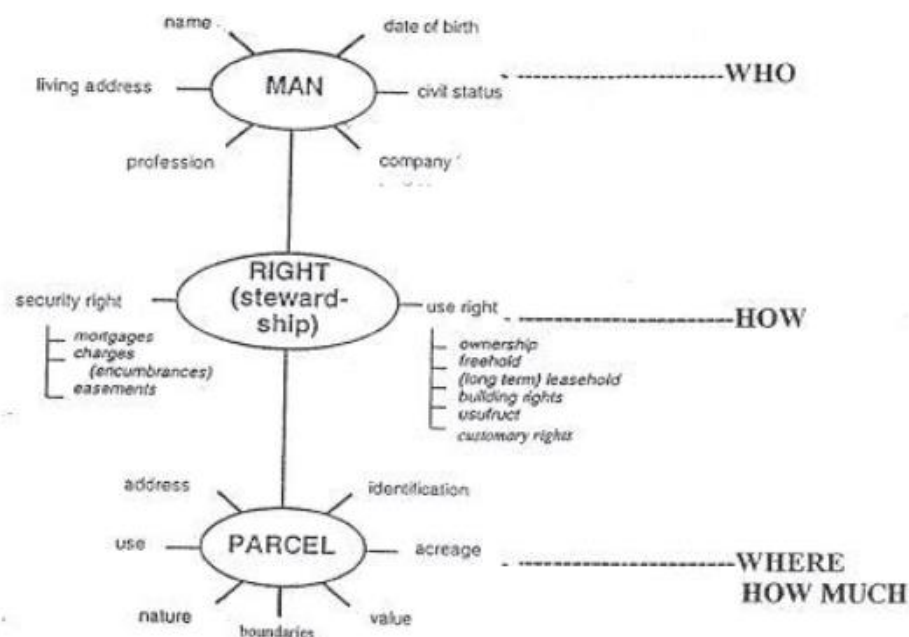 name
date of birth
living address
MAN
civil status
WHO
profession
company
RIGHT
(steward-
ship)
security right
use right
HOW
mortgages
charges
(encumbrances)
easements
ownership
freehold
(long term) leasehold
building rights
usufruct
customary rights
address
identification
use
PARCEL
acreage
WHERE
HOW MUCH
nature
boundaries
value